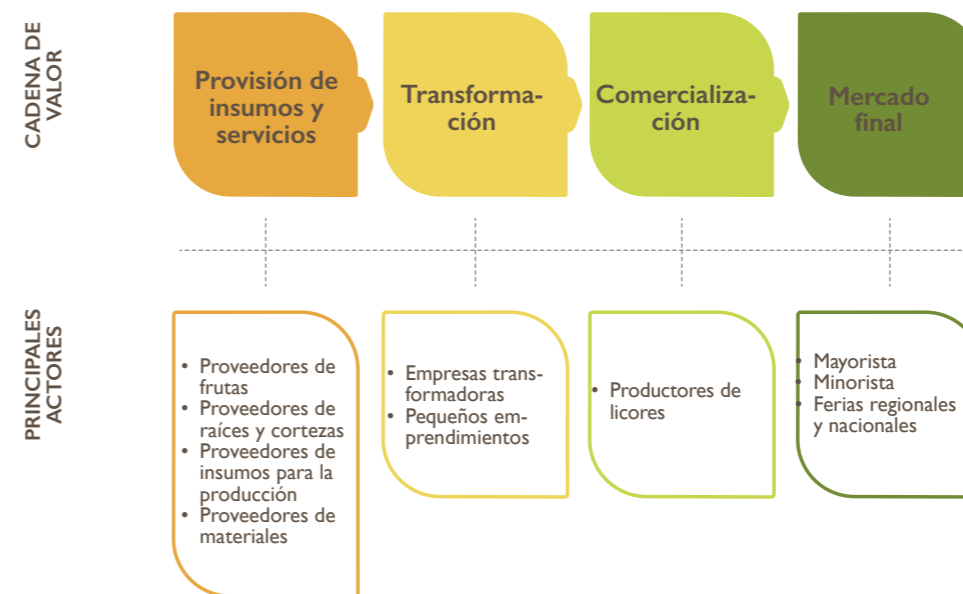 CADENA DE
VALOR
Provisión de
insumos y
servicios
Transforma-
ción
Comercializa-
ción
Mercado
final
PRINCIPALES
ACTORES
• Proveedores de
frutas
• Proveedores de
raíces y cortezas
• Proveedores de
insumos para la
producción
• Proveedores de
materiales
• Empresas trans-
formadoras
• Pequeños em-
prendimientos
• Productores de
licores
• Mayorista
• Minorista
• Ferias regionales
y nacionales